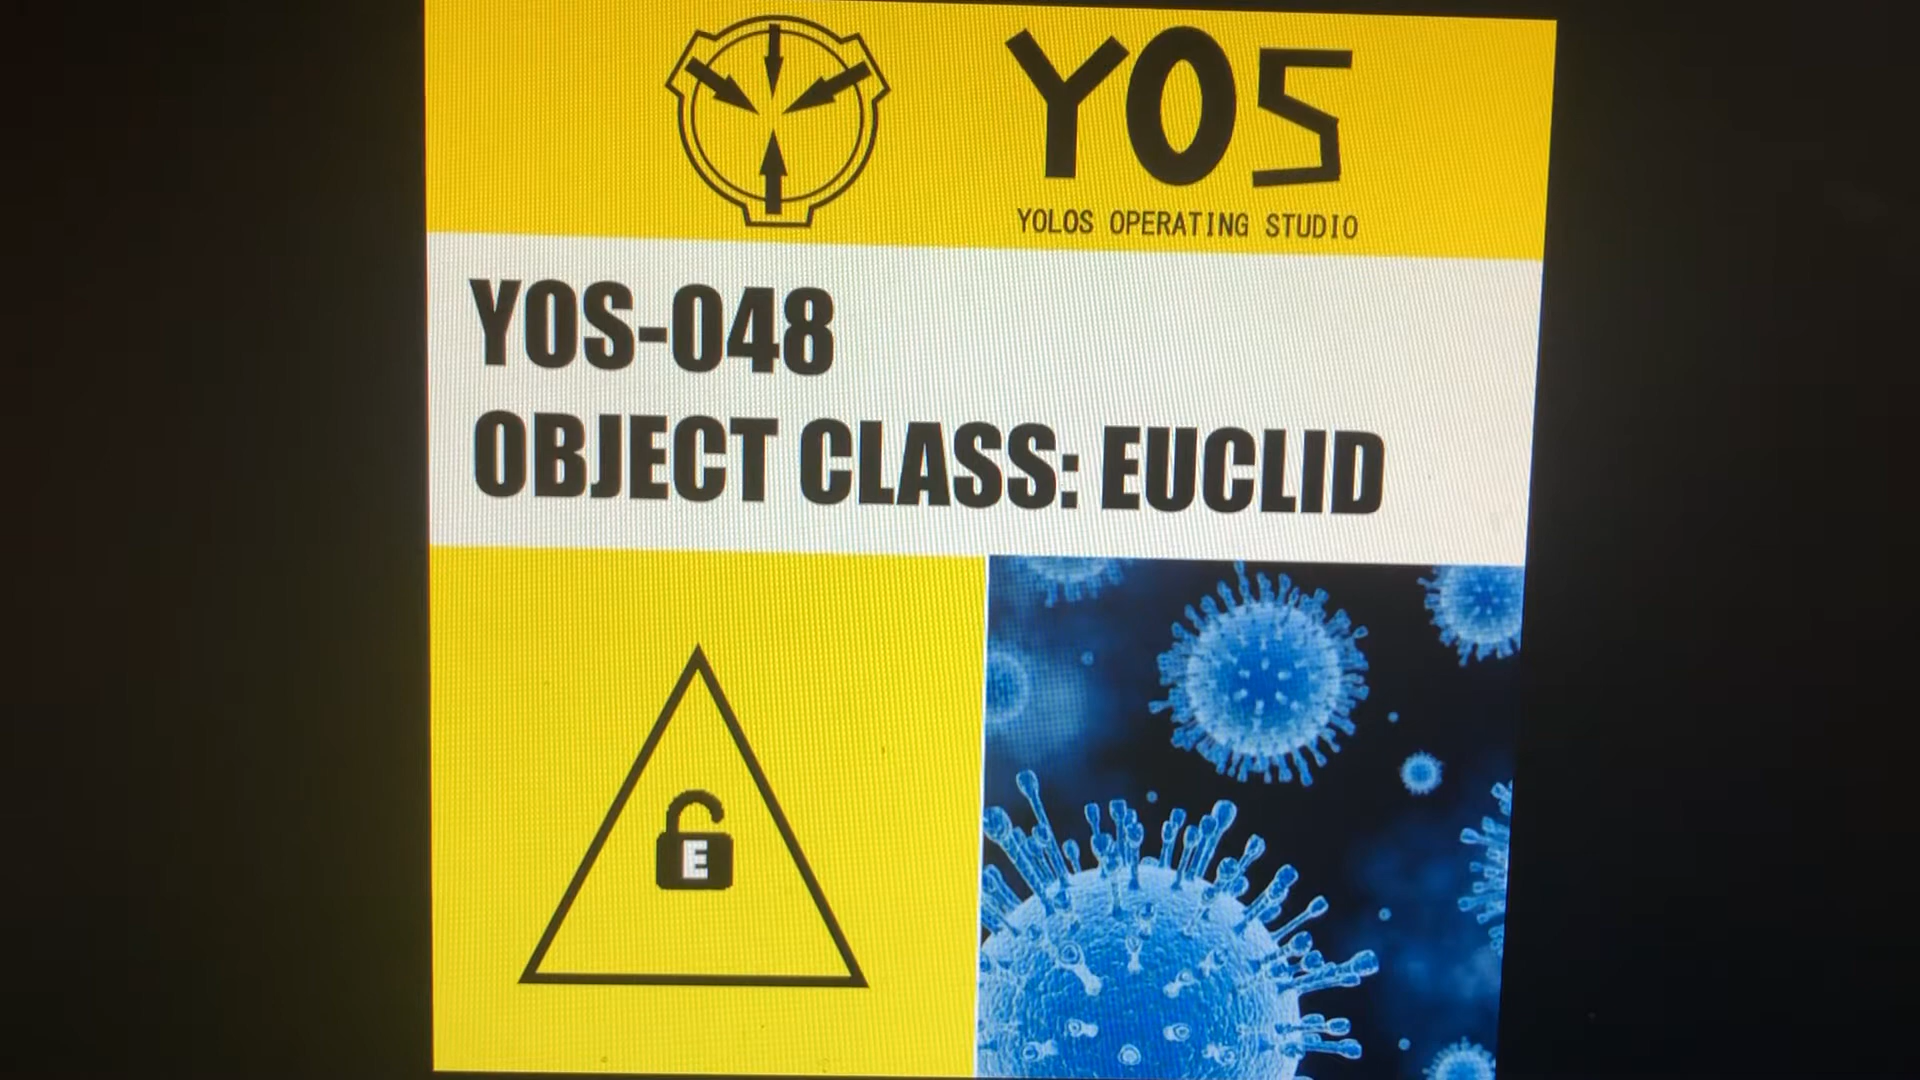 YOS
YOLOS OPERATING STUDIO
YOS-048
OBJECT CLASS: EUCLID
E